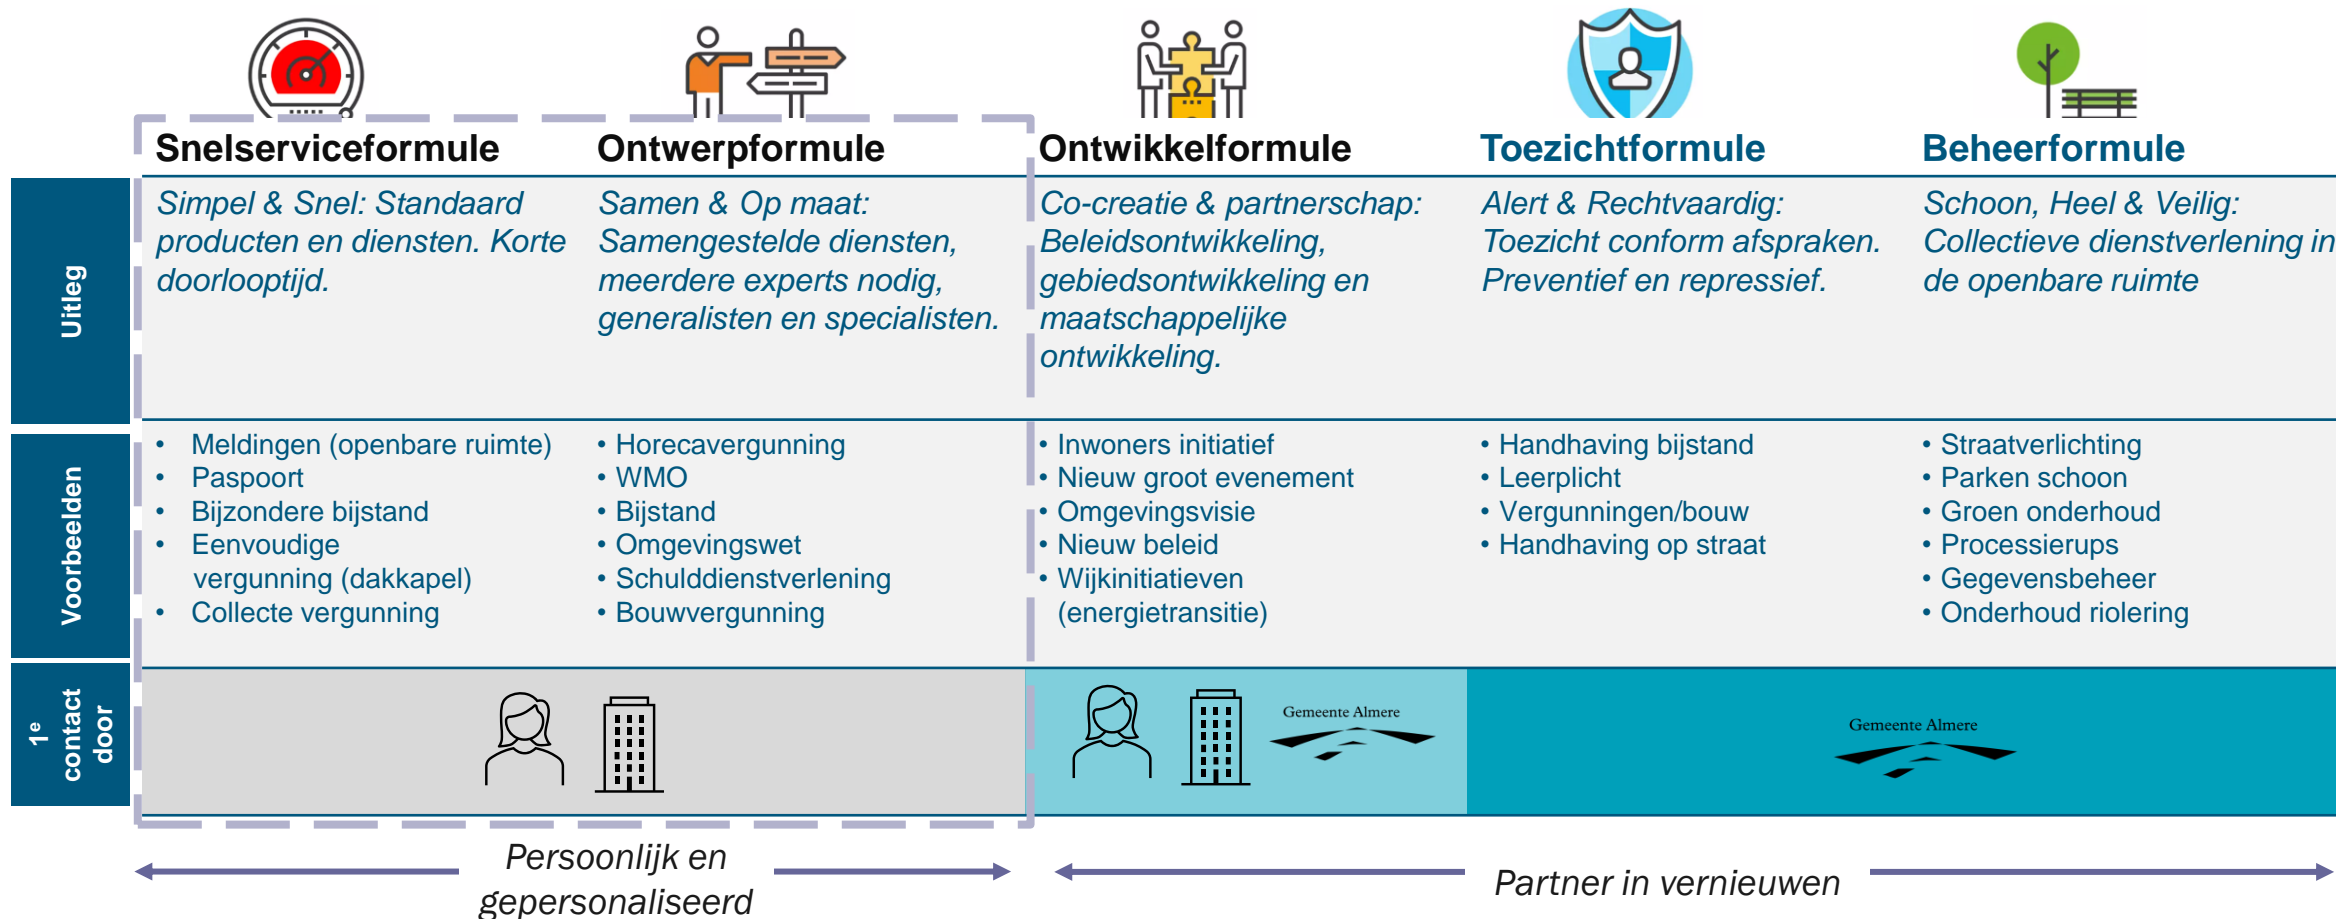 Snelserviceformule
Ontwerpformule
Ontwikkelformule
Toezichtformule
Beheerformule
Uitleg
Simpel & Snel: Standaard
producten en diensten. Korte
doorlooptijd.
Samen & Op maat:
Samengestelde diensten,
meerdere experts nodig,
generalisten en specialisten.
Co-creatie & partnerschap:
Beleidsontwikkeling,
gebiedsontwikkeling en
maatschappelijke
ontwikkeling.
Alert & Rechtvaardig:
Toezicht conform afspraken.
Preventief en repressief.
Schoon, Heel & Veilig:
Collectieve dienstverlening in
de openbare ruimte
Voorbeelden
• Meldingen (openbare ruimte)
• Paspoort
• Bijzondere bijstand
• Eenvoudige
vergunning (dakkapel)
• Collecte vergunning
• Horecavergunning
• WMO
• Bijstand
• Omgevingswet
• Schulddienstverlening
• Bouwvergunning
• Inwoners initiatief
• Nieuw groot evenement
• Omgevingsvisie
• Nieuw beleid
• Wijkinitiatieven
(energietransitie)
• Handhaving bijstand
• Leerplicht
• Vergunningen/bouw
• Handhaving op straat
• Straatverlichting
• Parken schoon
• Groen onderhoud
• Processierups
• Gegevensbeheer
• Onderhoud riolering
1e
contact
door
Gemeente Almere
Gemeente Almere
Persoonlijk en
gepersonaliseerd
Partner in vernieuwen